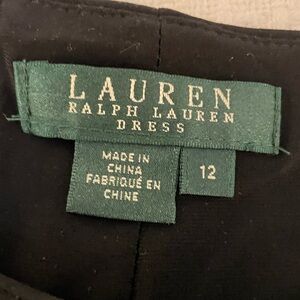 LAUREN
RALPH LAUREN
DRESS
MADE IN
CHINA
FABRIQUÉ EN
CHINE
12